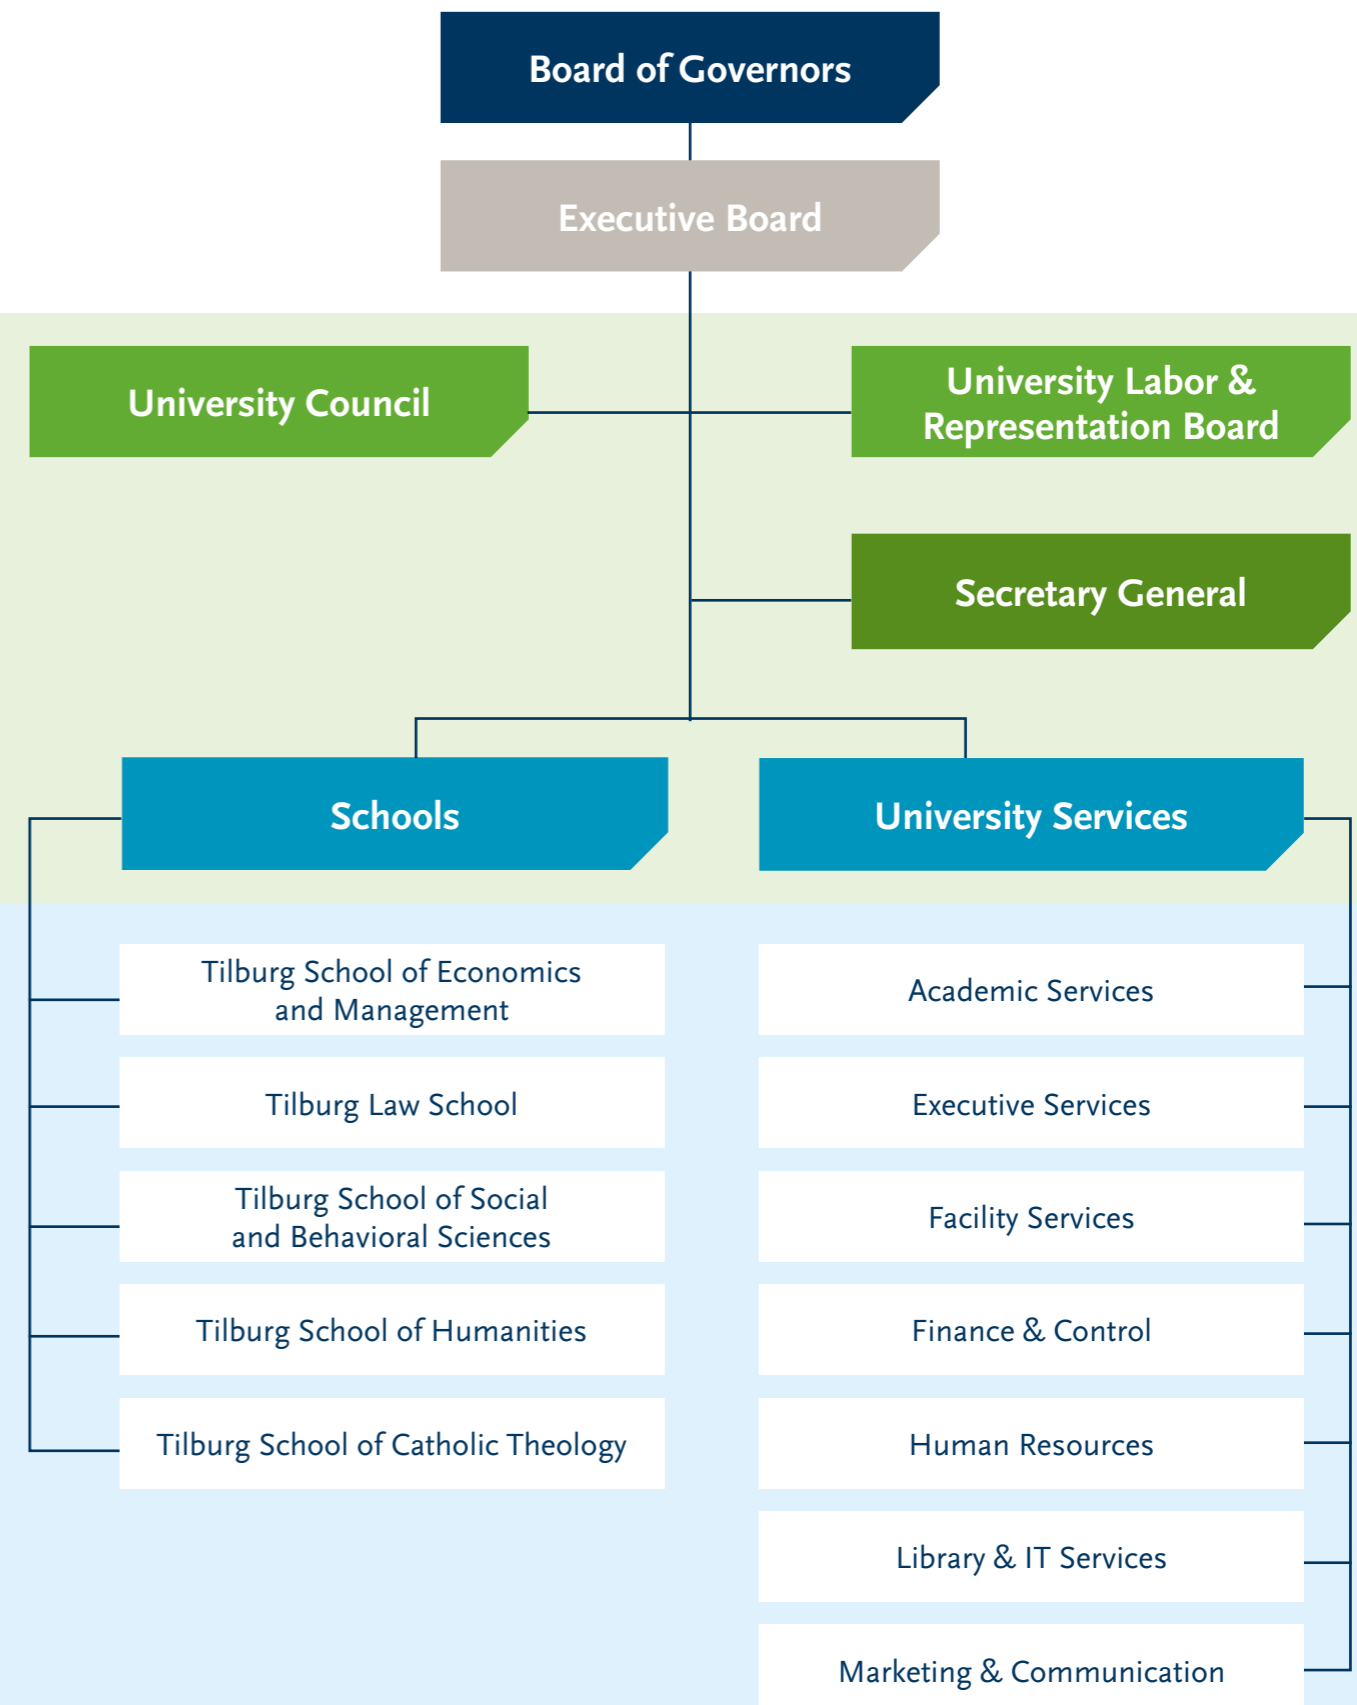 Board of Governors
Executive Board
University Council
University Labor &
Representation Board
Secretary General
Schools
University Services
Tilburg School of Economics
and Management
Tilburg Law School
Tilburg School of Social
and Behavioral Sciences
Tilburg School of Humanities
Tilburg School of Catholic Theology
Academic Services
Executive Services
Facility Services
Finance & Control
Human Resources
Library & IT Services
Marketing & Communication